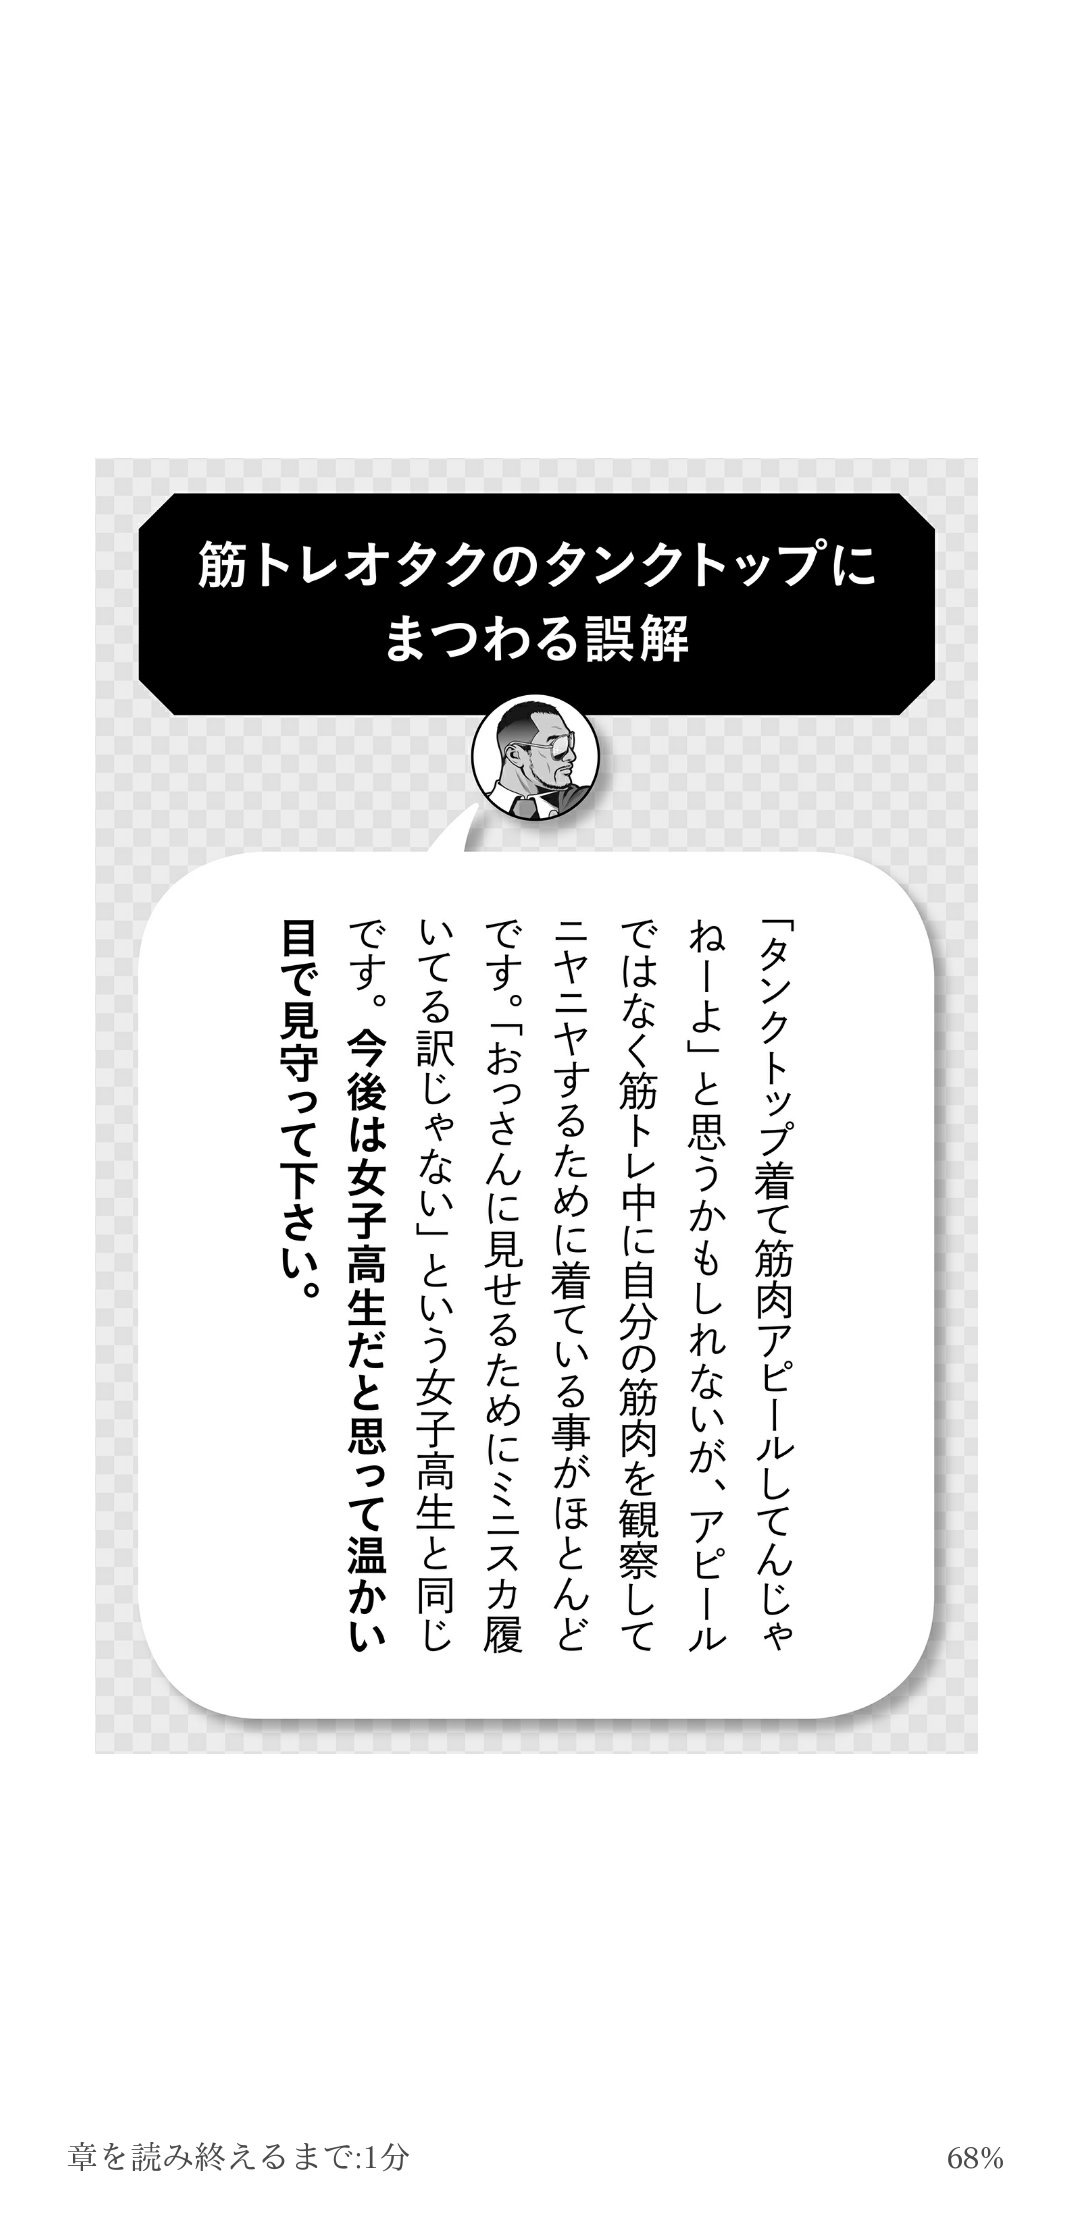 筋トレオタクのタンクトップに
まつわる誤解
「タンクトップ着て筋肉アピールしてんじゃ
ねーよ」と思うかもしれないが、アピール
ではなく筋トレ中に自分の筋肉を観察して
ニヤニヤするために着ている事がほとんど
です。「おっさんに見せるためにミニスカ履
いてる訳じゃない」という女子高生と同じ
です。今後は女子高生だと思って温かい
目で見守って下さい。
章を読み終えるまで:1分
68%